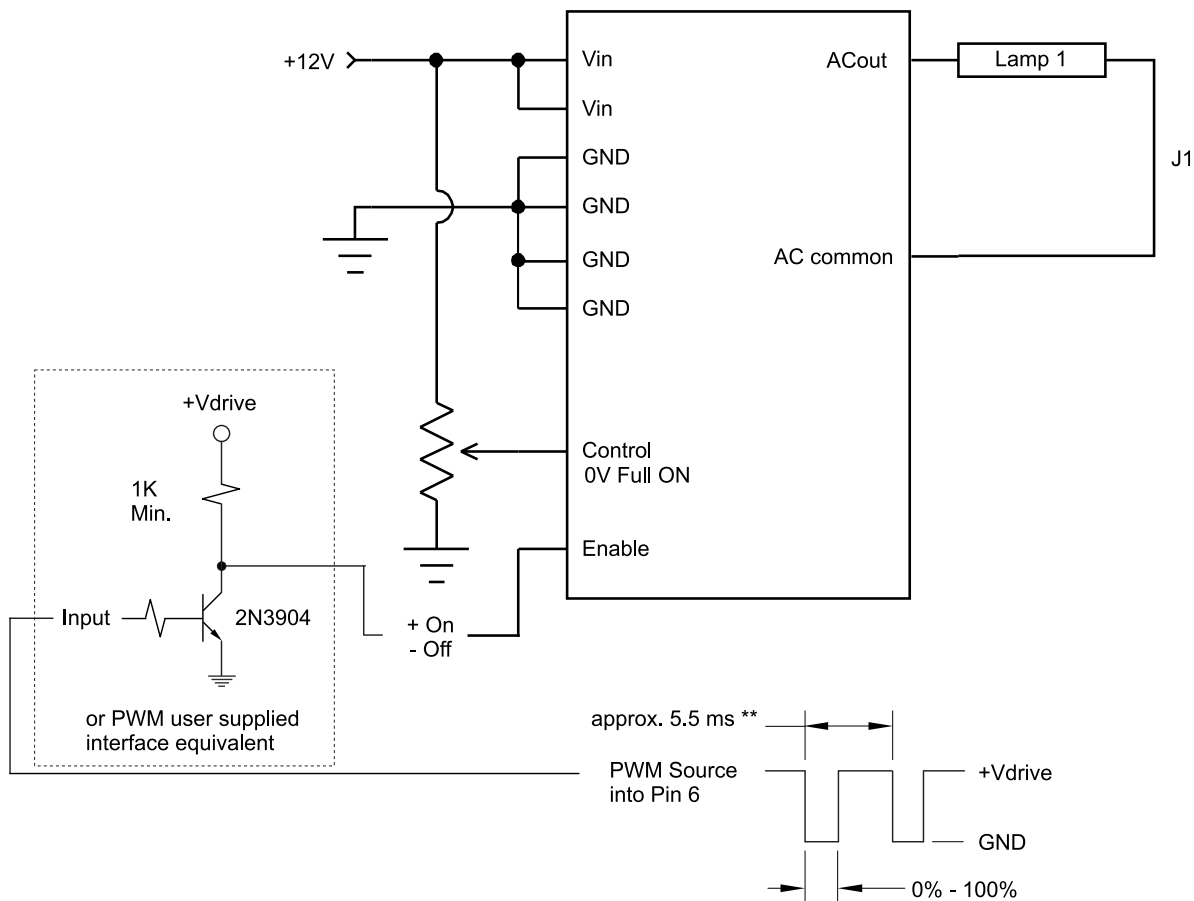 +12V
Vin
Vin
GND
GND
GND
GND
Control
0V Full ON
Enable
ACout
AC common
Lamp 1
J1
+Vdrive
1K
Min.
Input
2N3904
or PWM user supplied
interface equivalent
+ On
- Off
approx. 5.5 ms **
PWM Source
into Pin 6
+Vdrive
GND
0% - 100%